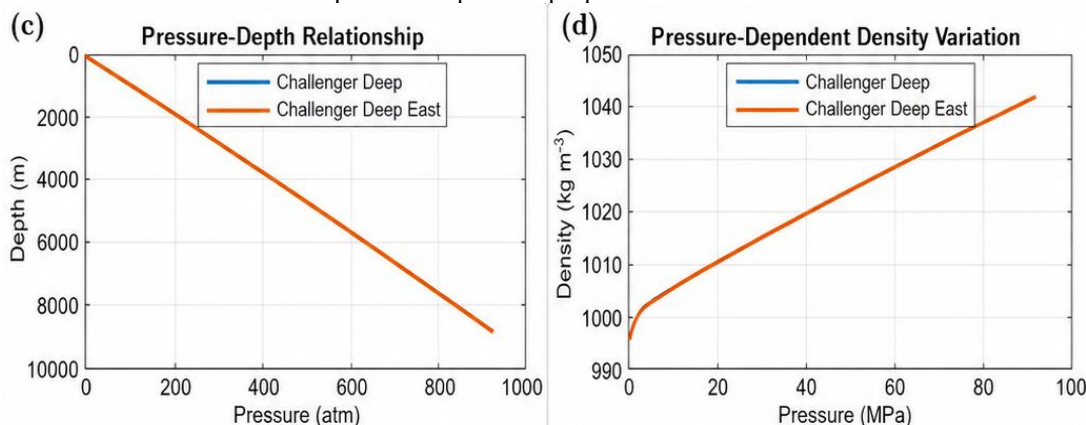 (c)
Pressure-Depth Relationship
Challenger Deep
Challenger Deep East
0
2000
4000
6000
8000
10000
Depth (m)
0 200 400 600 800 1000
Pressure (atm)
(d)
Pressure-Dependent Density Variation
Challenger Deep
Challenger Deep East
1050
1040
1030
1020
1010
1000
990
Density (kg m⁻³)
0 20 40 60 80 100
Pressure (MPa)